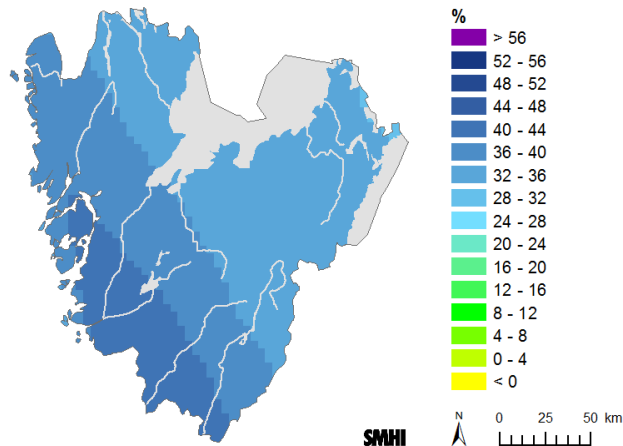 %
> 56
52 - 56
48 - 52
44 - 48
40 - 44
36 - 40
32 - 36
28 - 32
24 - 28
20 - 24
16 - 20
12 - 16
8 - 12
4 - 8
0 - 4
< 0
SMHI
N
0 25 50 km